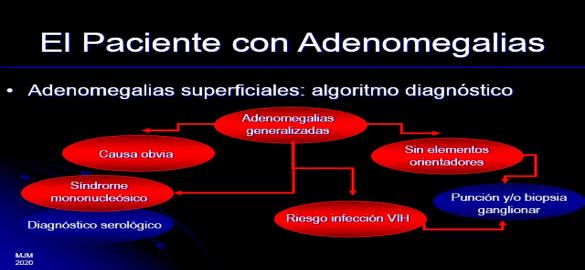 El Paciente con Adenomegalias
• Adenomegalias superficiales: algoritmo diagnóstico
Adenomegalias
generalizadas
Causa obvia
Sin elementos
orientadores
Síndrome
mononucleósico
Diagnóstico serológico
Riesgo infección VIH
Punción y/o biopsia
ganglionar
MJM
2020